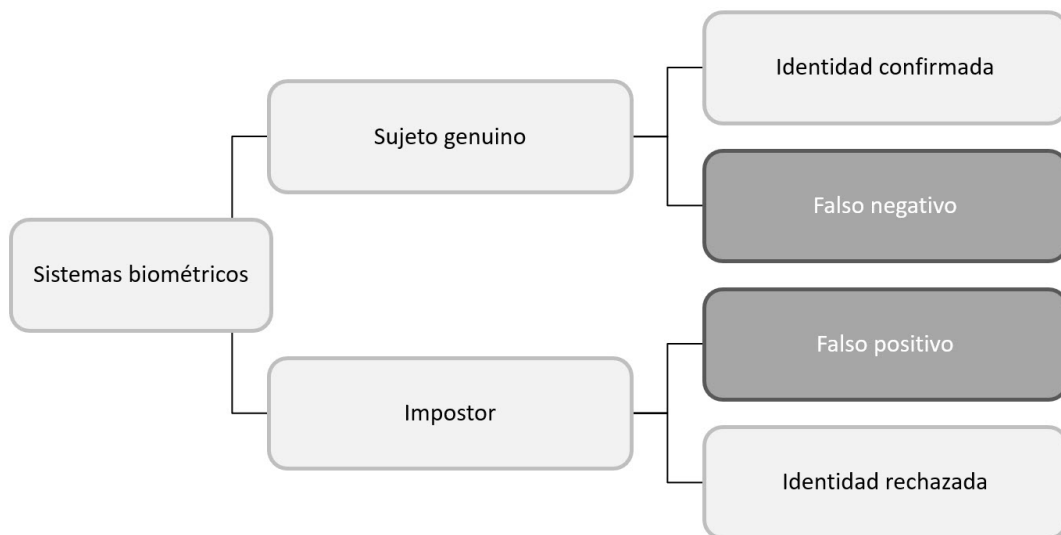 Sistemas biométricos
Sujeto genuino
Identidad confirmada
Falso negativo
Impostor
Falso positivo
Identidad rechazada